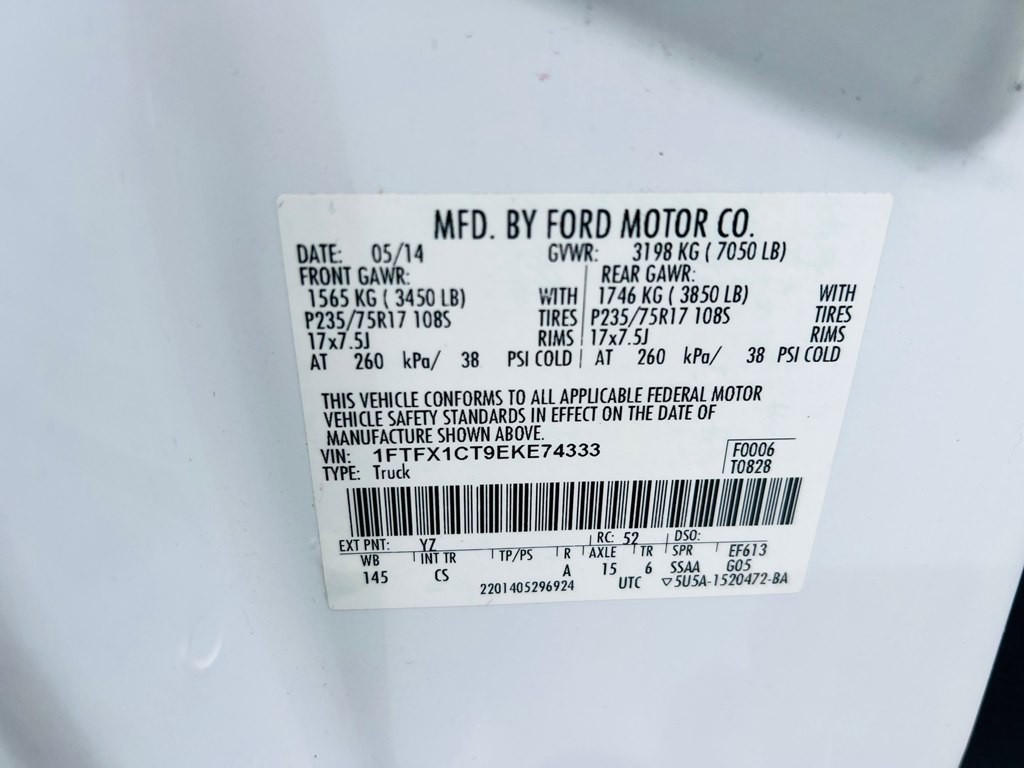 MFD. BY FORD MOTOR CO.
DATE: 05/14 GVWR: 3198 KG ( 7050 LB)
FRONT GAWR: REAR GAWR:
1565 KG ( 3450 LB) WITH 1746 KG ( 3850 LB) WITH
P235/75R17 108S TIRES P235/75R17 108S TIRES
17x7.5J RIMS 17x7.5J RIMS
AT 260 kPa/ 38 PSI COLD AT 260 kPa/ 38 PSI COLD
THIS VEHICLE CONFORMS TO ALL APPLICABLE FEDERAL MOTOR
VEHICLE SAFETY STANDARDS IN EFFECT ON THE DATE OF
MANUFACTURE SHOWN ABOVE.
VIN: 1FTFX1CT9EKE74333 F0006
TYPE: Truck T0828
EXT PNT: YZ RC: 52 DSO:
WB INT TR TP/PS R AXLE TR SPR EF613
145 CS A 15 6 SSAA G05
2201405296924 UTC ▽5U5A-1520472-BA